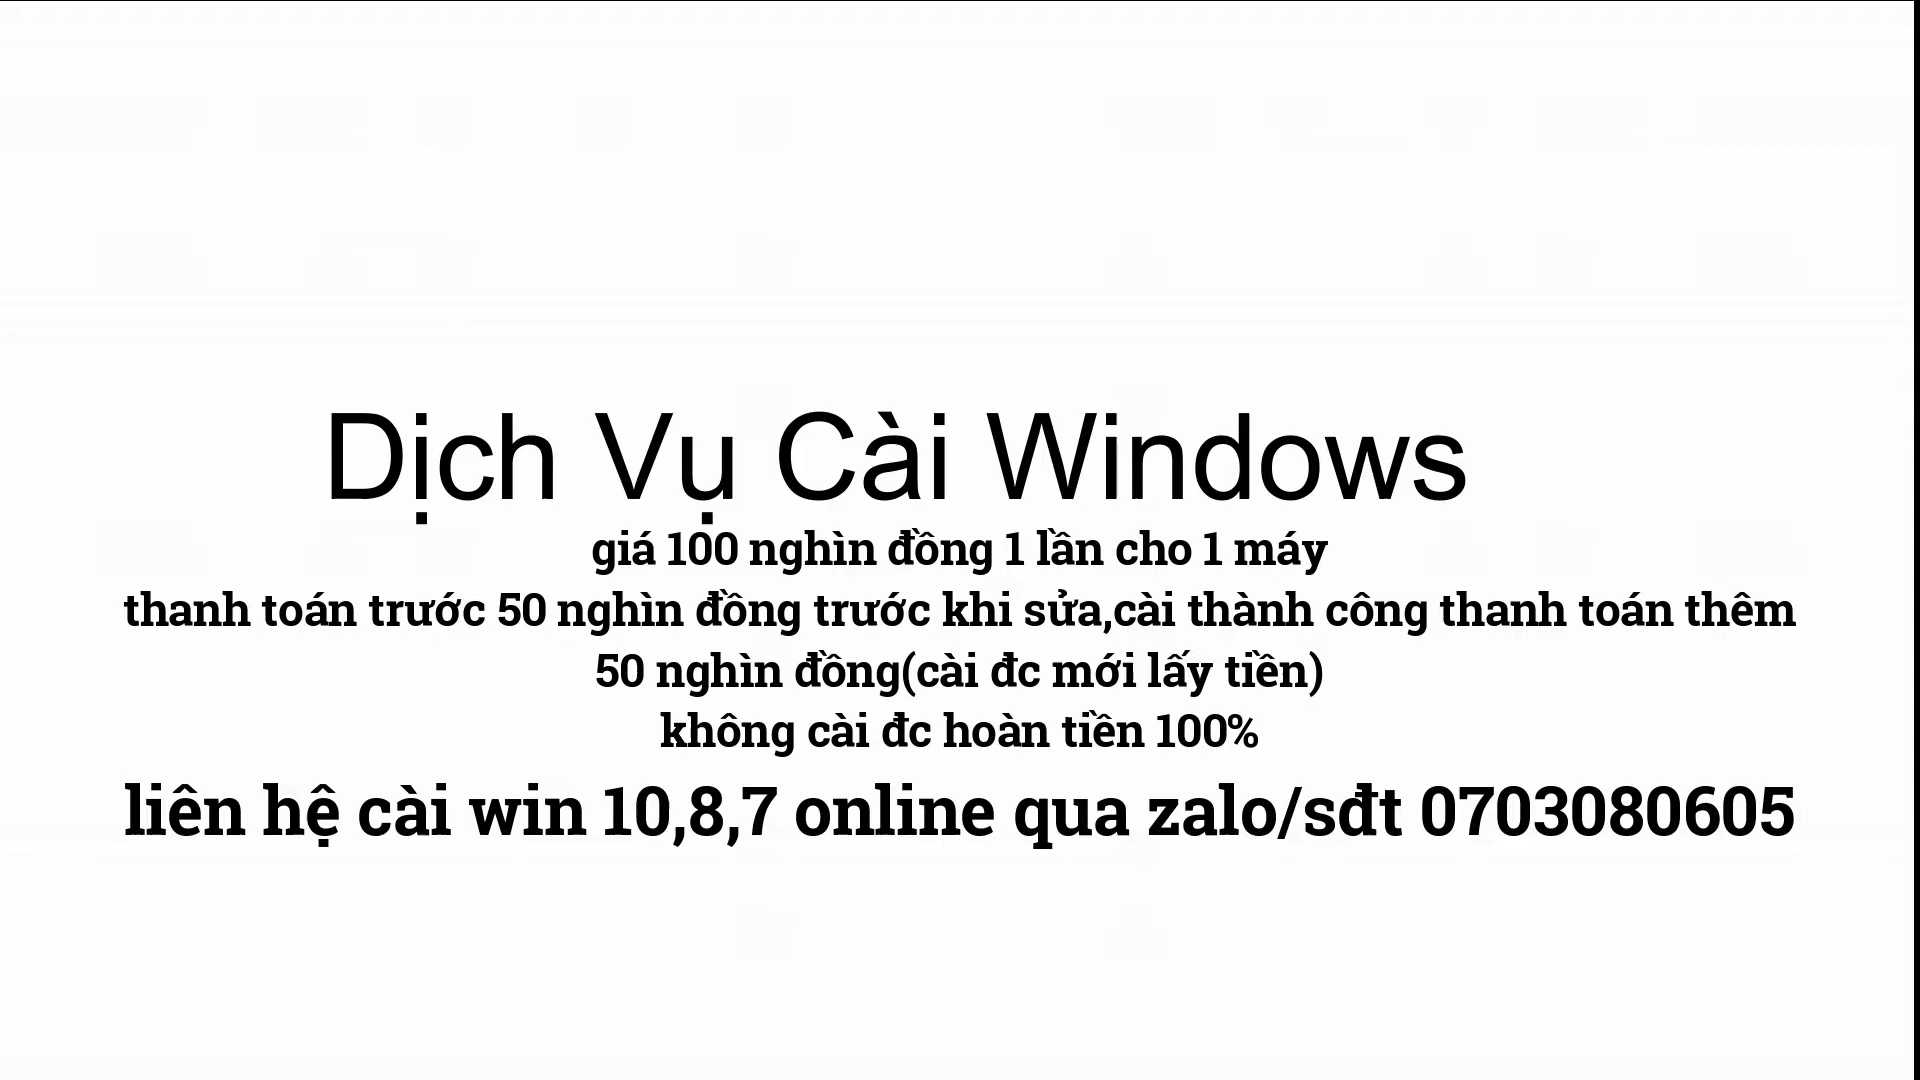 Dịch Vụ Cài Windows
giá 100 nghìn đồng 1 lần cho 1 máy
thanh toán trước 50 nghìn đồng trước khi sửa,cài thành công thanh toán thêm
50 nghìn đồng(cài đc mới lấy tiền)
không cài đc hoàn tiền 100%
liên hệ cài win 10,8,7 online qua zalo/sđt 0703080605